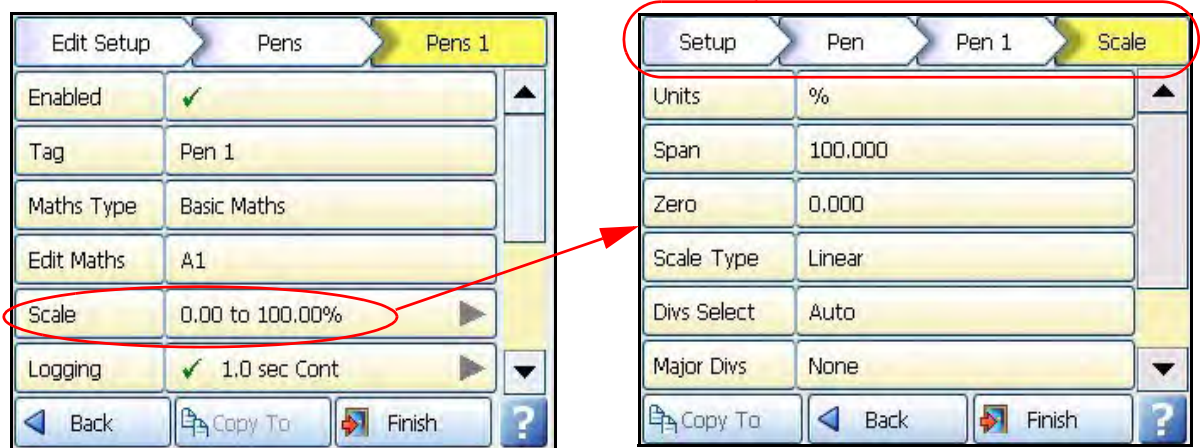 Edit Setup Pens Pens 1
Enabled ✓
Tag Pen 1
Maths Type Basic Maths
Edit Maths A1
Scale 0.00 to 100.00%
Logging ✓ 1.0 sec Cont
Back Copy To Finish ?
Setup Pen Pen 1 Scale
Units %
Span 100.000
Zero 0.000
Scale Type Linear
Divs Select Auto
Major Divs None
Copy To Back Finish ?